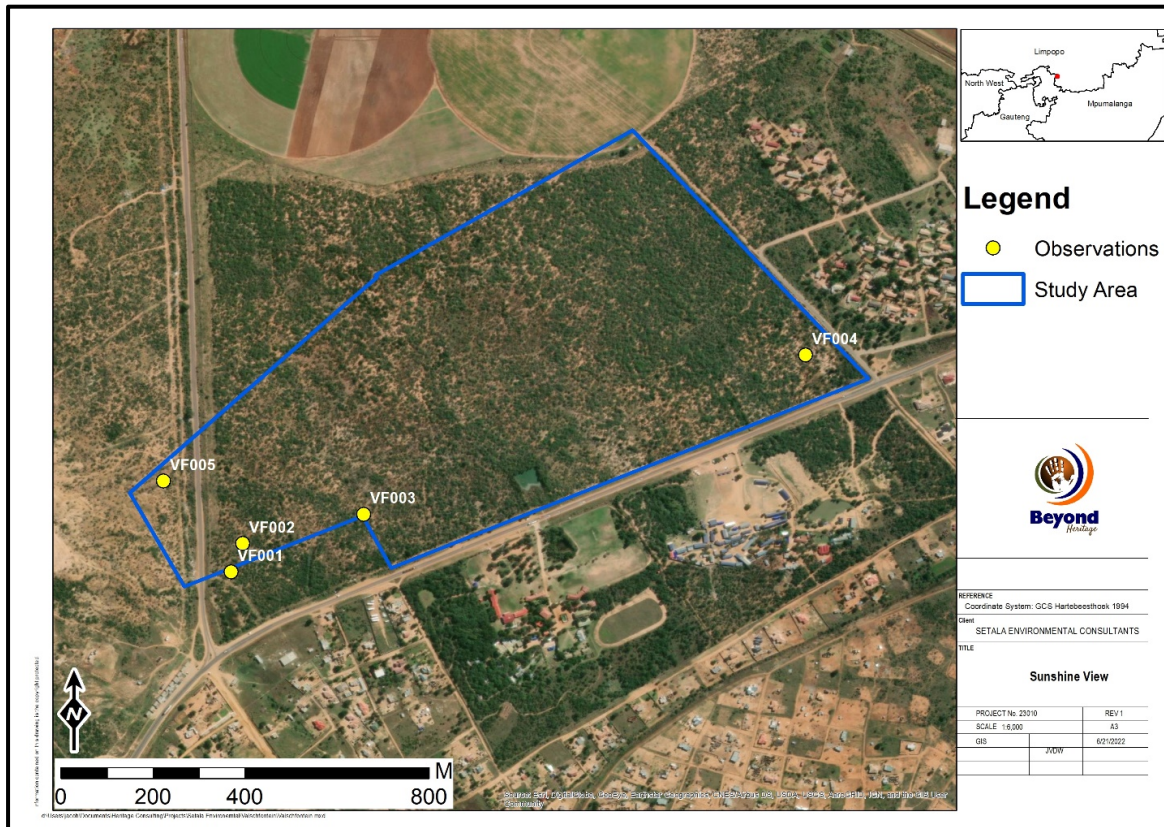 Limpopo
North West
Mpumalanga
Gauteng
Legend
Observations
Study Area
VF004
VF005
VF003
VF002
VF001
Beyond
Heritage
REFERENCE
Coordinate System: GCS Hartebeesthoek 1994
Client
SETALA ENVIRONMENTAL CONSULTANTS
TITLE
Sunshine View
PROJECT No. 23010 REV 1
SCALE 1:6,000 A3
GIS 6/21/2022
JVDW
N
M
0 200 400 800
Community